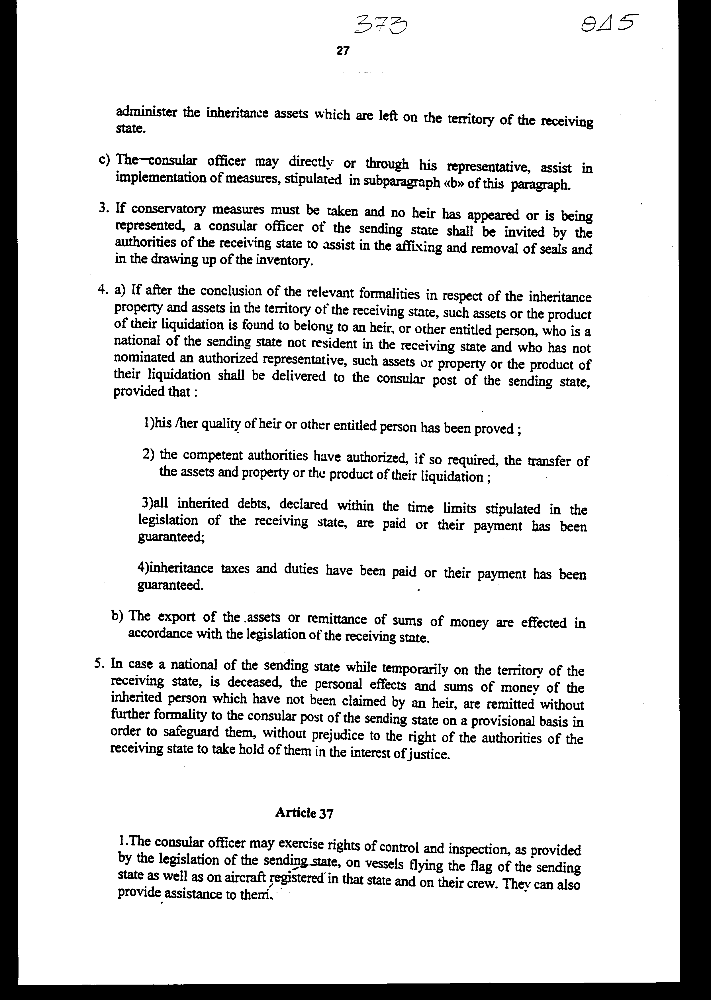 373
27
administer the inheritance assets which are left on the territory of the receiving
state.
c) The consular officer may directly or through his representative, assist in
implementation of measures, stipulated in subparagraph «b» of this paragraph.
3. If conservatory measures must be taken and no heir has appeared or is being
represented, a consular officer of the sending state shall be invited by the
authorities of the receiving state to assist in the affixing and removal of seals and
in the drawing up of the inventory.
4. a) If after the conclusion of the relevant formalities in respect of the inheritance
property and assets in the territory of the receiving state, such assets or the product
of their liquidation is found to belong to an heir, or other entitled person, who is a
national of the sending state not resident in the receiving state and who has not
nominated an authorized representative, such assets or property or the product of
their liquidation shall be delivered to the consular post of the sending state,
provided that :
1)his /her quality of heir or other entitled person has been proved ;
2) the competent authorities have authorized, if so required, the transfer of
the assets and property or the product of their liquidation ;
3)all inherited debts, declared within the time limits stipulated in the
legislation of the receiving state, are paid or their payment has been
guaranteed;
4)inheritance taxes and duties have been paid or their payment has been
guaranteed.
b) The export of the assets or remittance of sums of money are effected in
accordance with the legislation of the receiving state.
5. In case a national of the sending state while temporarily on the territory of the
receiving state, is deceased, the personal effects and sums of money of the
inherited person which have not been claimed by an heir, are remitted without
further formality to the consular post of the sending state on a provisional basis in
order to safeguard them, without prejudice to the right of the authorities of the
receiving state to take hold of them in the interest of justice.
Article 37
1.The consular officer may exercise rights of control and inspection, as provided
by the legislation of the sending state, on vessels flying the flag of the sending
state as well as on aircraft registered in that state and on their crew. They can also
provide assistance to them.